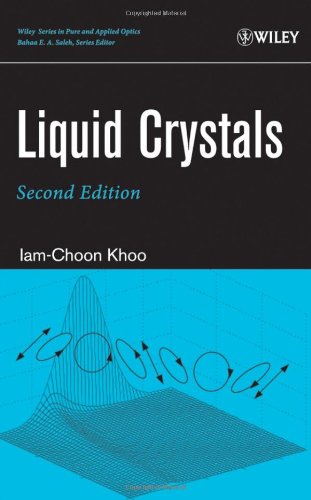 Wiley Series in Pure and Applied Optics
Bahaa E. A. Saleh, Series Editor
WILEY
Liquid Crystals
Second Edition
Iam-Choon Khoo